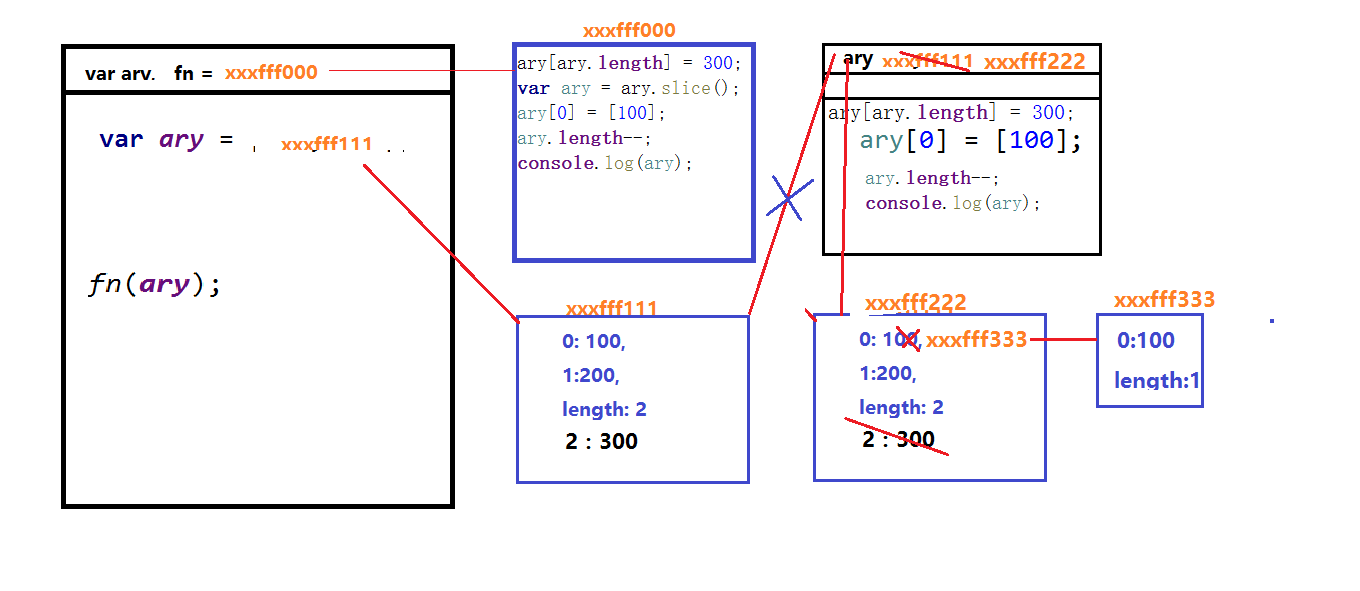 xxxfff000
var arv. fn = xxxfff000
var ary = xxxfff111
fn(ary);
ary[ary.length] = 300;
var ary = ary.slice();
ary[0] = [100];
ary.length--;
console.log(ary);
ary xxxfff111 xxxfff222
ary[ary.length] = 300;
ary[0] = [100];
ary.length--;
console.log(ary);
xxxfff111
0: 100,
1:200,
length: 2
2 : 300
xxxfff222
0: 100, xxxfff333
1:200,
length: 2
2 : 300
xxxfff333
0:100
length:1